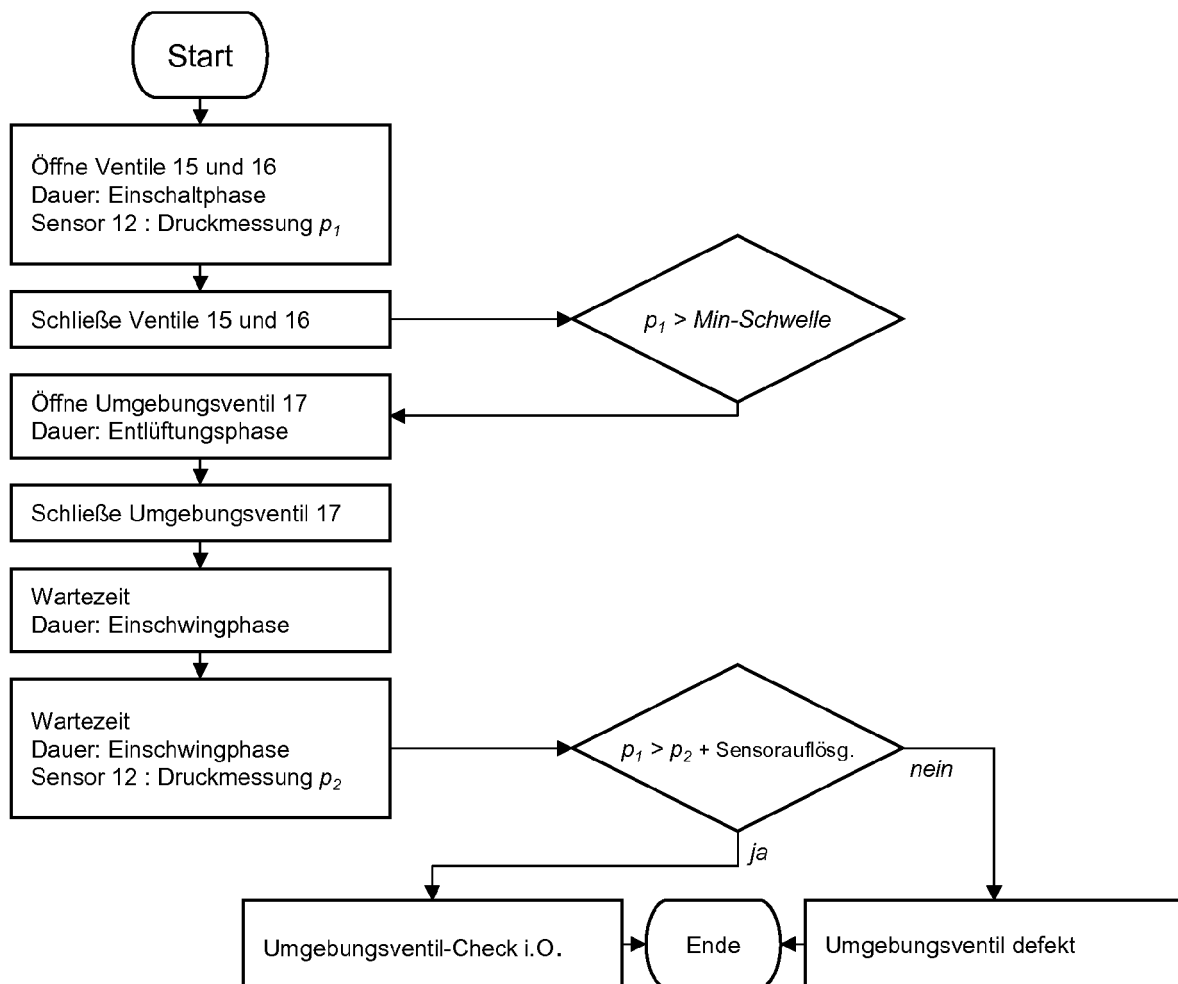 Start
Öffne Ventile 15 und 16
Dauer: Einschaltphase
Sensor 12 : Druckmessung p1
Schließe Ventile 15 und 16
p1 > Min-Schwelle
Öffne Umgebungsventil 17
Dauer: Entlüftungsphase
Schließe Umgebungsventil 17
Wartezeit
Dauer: Einschwingphase
Wartezeit
Dauer: Einschwingphase
Sensor 12 : Druckmessung p2
p1 > p2 + Sensorauflösg.
nein
ja
Umgebungsventil-Check i.O.
Ende
Umgebungsventil defekt